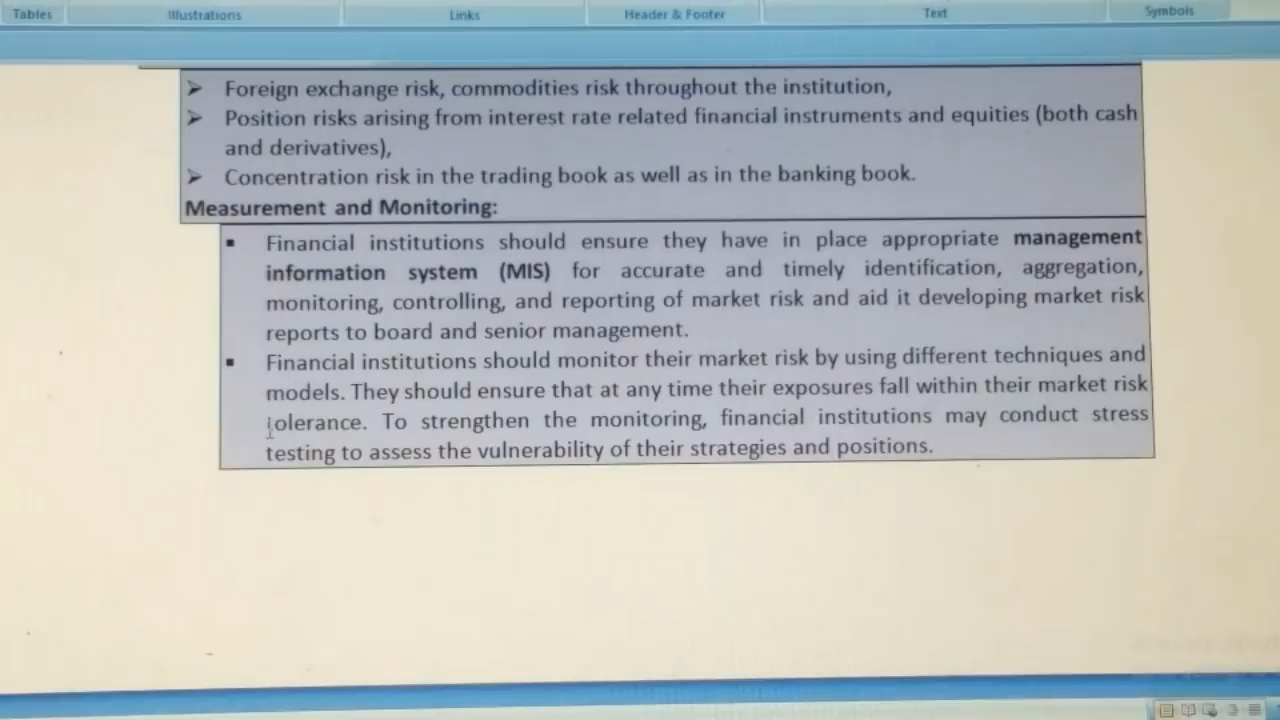 Tables Illustrations Links Header & Footer Text Symbols
➢ Foreign exchange risk, commodities risk throughout the institution,
➢ Position risks arising from interest rate related financial instruments and equities (both cash
and derivatives),
➢ Concentration risk in the trading book as well as in the banking book.
Measurement and Monitoring:
▪ Financial institutions should ensure they have in place appropriate management
information system (MIS) for accurate and timely identification, aggregation,
monitoring, controlling, and reporting of market risk and aid it developing market risk
reports to board and senior management.
▪ Financial institutions should monitor their market risk by using different techniques and
models. They should ensure that at any time their exposures fall within their market risk
tolerance. To strengthen the monitoring, financial institutions may conduct stress
testing to assess the vulnerability of their strategies and positions.